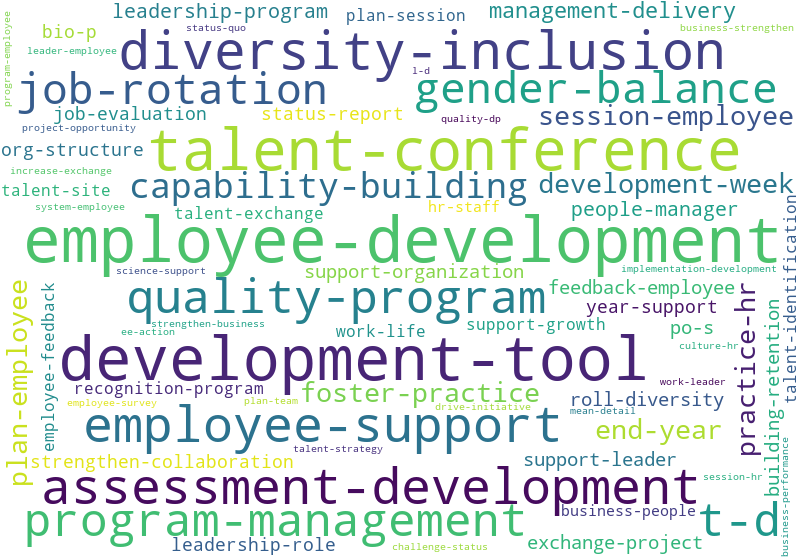 leadership-program
plan-session
management-delivery
bio-p
status-quo
business-strengthen
leader-employee
program-employee
diversity-inclusion
l-d
job-rotation
gender-balance
job-evaluation
status-report
quality-dp
session-employee
project-opportunity
org-structure
talent-conference
increase-exchange
talent-site
capability-building
development-week
system-employee
talent-exchange
hr-staff
people-manager
talent-identification
employee-development
science-support
support-organization
implementation-development
plan-employee
employee-feedback
quality-program
feedback-employee
year-support
practice-hr
building-retention
strengthen-business
ee-action
work-life
support-growth
po-s
culture-hr
development-tool
recognition-program
foster-practice
work-leader
roll-diversity
employee-survey
plan-team
drive-initiative
mean-detail
employee-support
end-year
talent-strategy
strengthen-collaboration
support-leader
business-performance
assessment-development
session-hr
program-management
business-people
t-d
leadership-role
challenge-status
exchange-project